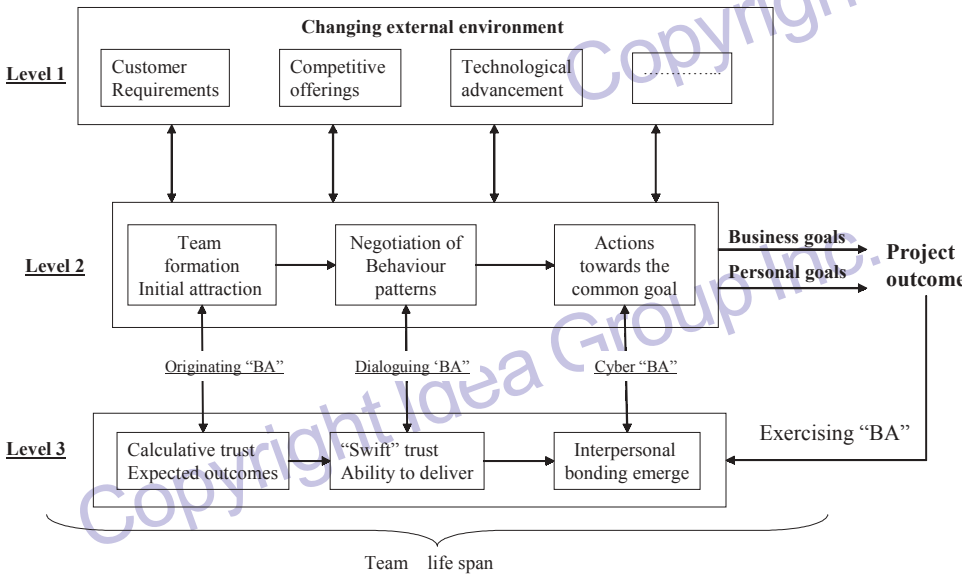 Changing external environment
Level 1
Customer
Requirements
Competitive
offerings
Technological
advancement
…………..
Level 2
Team
formation
Initial attraction
Negotiation of
Behaviour
patterns
Actions
towards the
common goal
Business goals
Personal goals
Project
outcome
Originating “BA”
Dialoguing ‘BA”
Cyber “BA”
Level 3
Calculative trust
Expected outcomes
“Swift” trust
Ability to deliver
Interpersonal
bonding emerge
Exercising “BA”
Team life span
Copyright Idea Group Inc.
Copyright